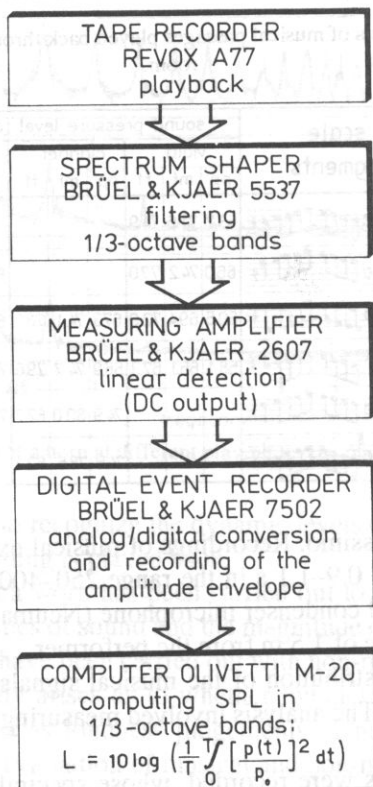 TAPE RECORDER
REVOX A77
playback
SPECTRUM SHAPER
BRÜEL & KJAER 5537
filtering
1/3-octave bands
MEASURING AMPLIFIER
BRÜEL & KJAER 2607
linear detection
(DC output)
DIGITAL EVENT RECORDER
BRÜEL & KJAER 7502
analog/digital conversion
and recording of the
amplitude envelope
COMPUTER OLIVE TTI M-20
computing SPL
1/3-octave bands:
L = 10 log (1/T ∫₀ᵀ [p(t)/p₀]² dt)